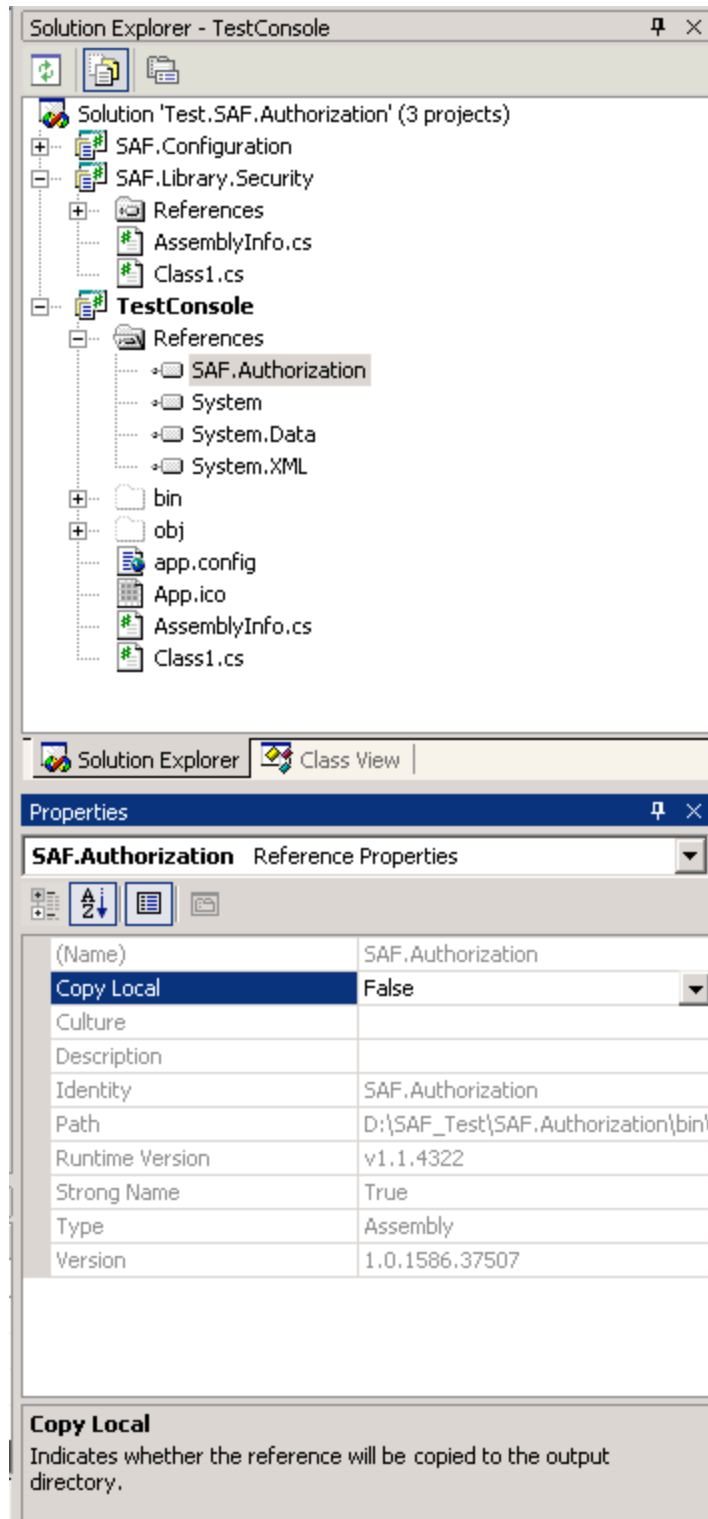 Solution Explorer - TestConsole
Solution 'Test.SAF.Authorization' (3 projects)
SAF.Configuration
SAF.Library.Security
References
AssemblyInfo.cs
Class1.cs
TestConsole
References
SAF.Authorization
System
System.Data
System.XML
bin
obj
app.config
App.ico
AssemblyInfo.cs
Class1.cs
Solution Explorer Class View
Properties
SAF.Authorization Reference Properties
(Name) SAF.Authorization
Copy Local False
Culture
Description
Identity SAF.Authorization
Path D:\SAF_Test\SAF.Authorization\bin\
Runtime Version v1.1.4322
Strong Name True
Type Assembly
Version 1.0.1586.37507
Copy Local
Indicates whether the reference will be copied to the output
directory.